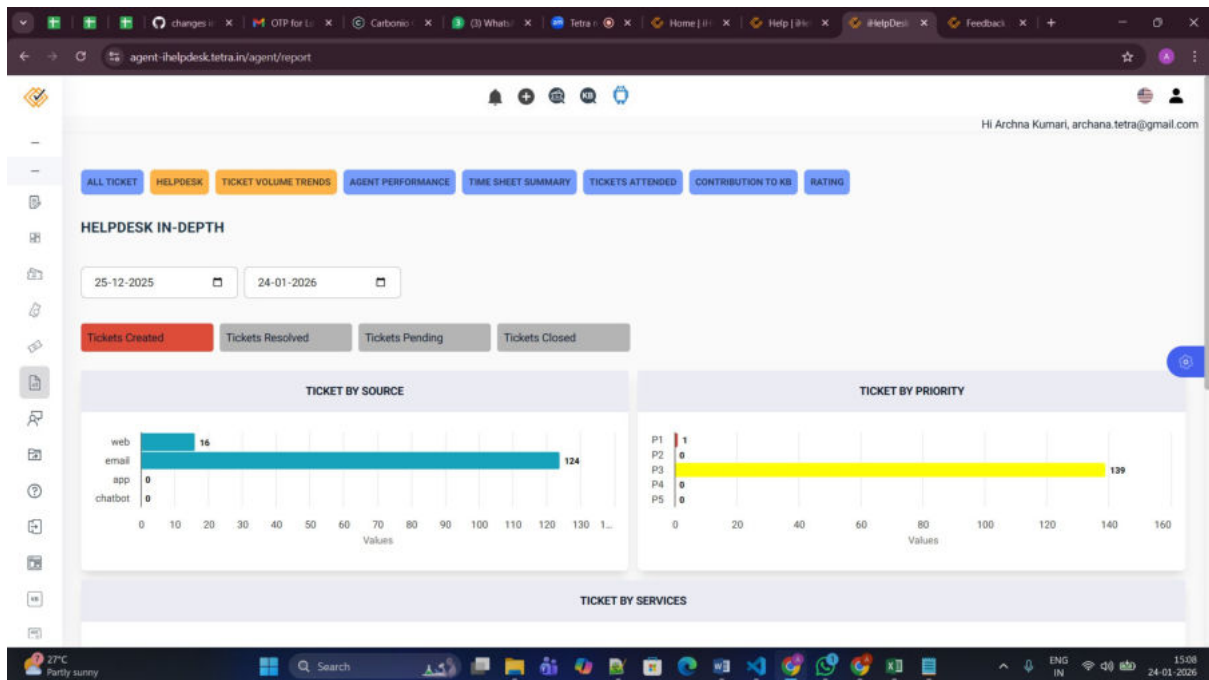 changes in
OTP for Lo
Carbonio
(3) Whats
Tetra
Home | iH
Help | iHe
iHelpDesk
Feedback
agent-ihelpdesk.tetra.in/agent/report
A
KB
Hi Archna Kumari, archana.tetra@gmail.com
ALL TICKET HELPDESK TICKET VOLUME TRENDS AGENT PERFORMANCE TIME SHEET SUMMARY TICKETS ATTENDED CONTRIBUTION TO KB RATING
HELPDESK IN-DEPTH
25-12-2025 24-01-2026
Tickets Created Tickets Resolved Tickets Pending Tickets Closed
TICKET BY SOURCE
web 16
email 124
app 0
chatbot 0
0 10 20 30 40 50 60 70 80 90 100 110 120 130 1...
Values
TICKET BY PRIORITY
P1 1
P2 0
P3 139
P4 0
P5 0
0 20 40 60 80 100 120 140 160
Values
TICKET BY SERVICES
27°C
Partly sunny
Search
ENG
IN
15:08
24-01-2026